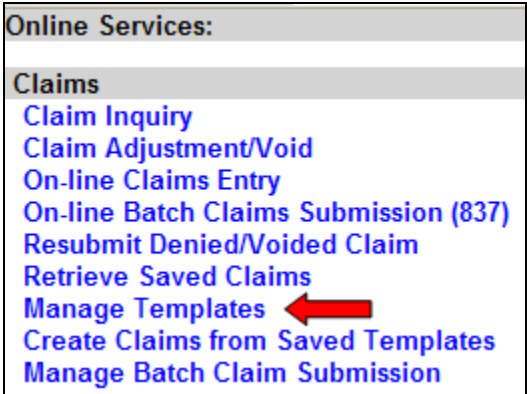 Online Services:
Claims
Claim Inquiry
Claim Adjustment/Void
On-line Claims Entry
On-line Batch Claims Submission (837)
Resubmit Denied/Voided Claim
Retrieve Saved Claims
Manage Templates
Create Claims from Saved Templates
Manage Batch Claim Submission